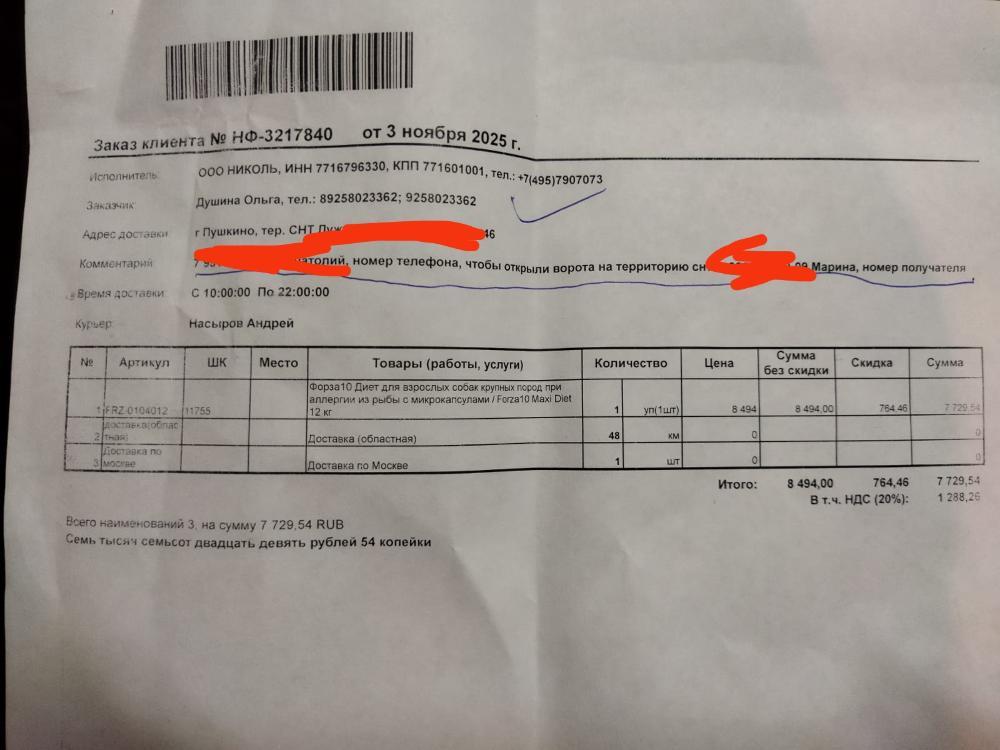 Заказ клиента № НФ-3217840 от 3 ноября 2025 г.
Исполнитель: ООО НИКОЛЬ, ИНН 7716796330, КПП 771601001, тел.: +7(495)7907073
Заказчик: Душина Ольга, тел.: 89258023362; 9258023362
Адрес доставки г Пушкино, тер. СНТ 46
Комментарий номер телефона, чтобы открыли ворота на территорию 09 Марина, номер получателя
Время доставки: С 10:00:00 По 22:00:00
Курьер: Насыров Андрей
№ Артикул ШК Место Товары (работы, услуги) Количество Цена Сумма без скидки Скидка Сумма
1 FRZ-0104012 11755 Форза10 Диет для взрослых собак крупных пород при аллергии из рыбы с микрокапсулами / Forza10 Maxi Diet 12 кг 1 уп(1шт) 8 494 8 494,00 764,46 7 729,54
2 доставка(областная) Доставка (областная) 48 км 0 0
3 Доставка по москве Доставка по Москве 1 шт 0 0
Итого: 8 494,00 764,46 7 729,54
В т.ч. НДС (20%): 1 288,26
Всего наименований 3, на сумму 7 729,54 RUB
Семь тысяч семьсот двадцать девять рублей 54 копейки